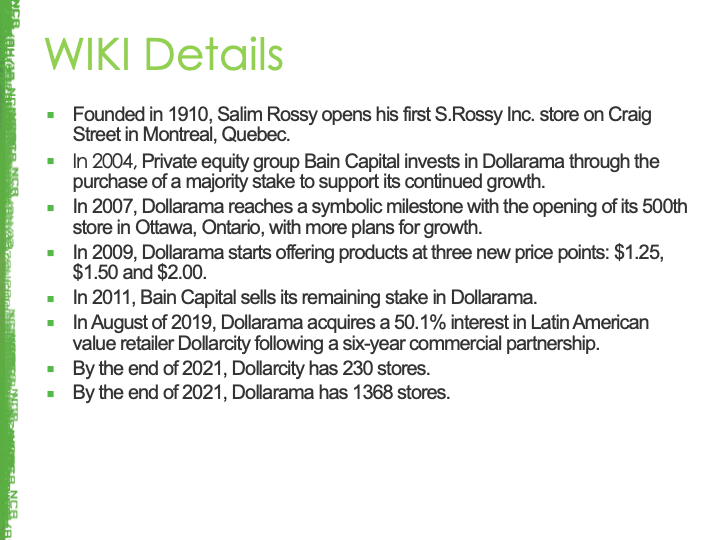 WIKI Details
Founded in 1910, Salim Rossy opens his first S.Rossy Inc. store on Craig
Street in Montreal, Quebec.
In 2004, Private equity group Bain Capital invests in Dollarama through the
purchase of a majority stake to support its continued growth.
In 2007, Dollarama reaches a symbolic milestone with the opening of its 500th
store in Ottawa, Ontario, with more plans for growth.
In 2009, Dollarama starts offering products at three new price points: $1.25,
$1.50 and $2.00.
In 2011, Bain Capital sells its remaining stake in Dollarama.
In August of 2019, Dollarama acquires a 50.1% interest in Latin American
value retailer Dollarcity following a six-year commercial partnership.
By the end of 2021, Dollarcity has 230 stores.
By the end of 2021, Dollarama has 1368 stores.